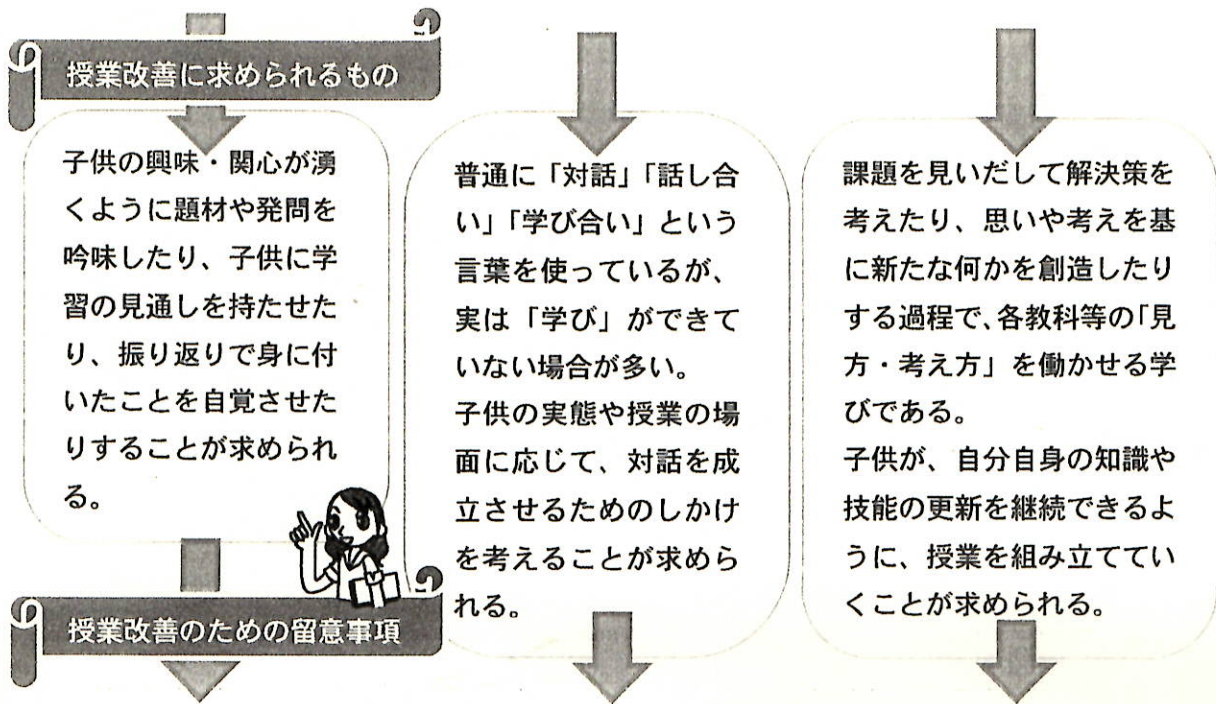 授業改善に求められるもの
子供の興味・関心が湧
くように題材や発問を
吟味したり、子供に学
習の見通しを持たせた
り、振り返りで身に付
いたことを自覚させた
りすることが求められ
る。
普通に「対話」「話し合
い」「学び合い」という
言葉を使っているが、
実は「学び」ができて
いない場合が多い。
子供の実態や授業の場
面に応じて、対話を成
立させるためのしかけ
を考えることが求めら
れる。
課題を見いだして解決策を
考えたり、思いや考えを基
に新たな何かを創造したり
する過程で、各教科等の「見
方・考え方」を働かせる学
びである。
子供が、自分自身の知識や
技能の更新を継続できるよ
うに、授業を組み立ててい
くことが求められる。
授業改善のための留意事項